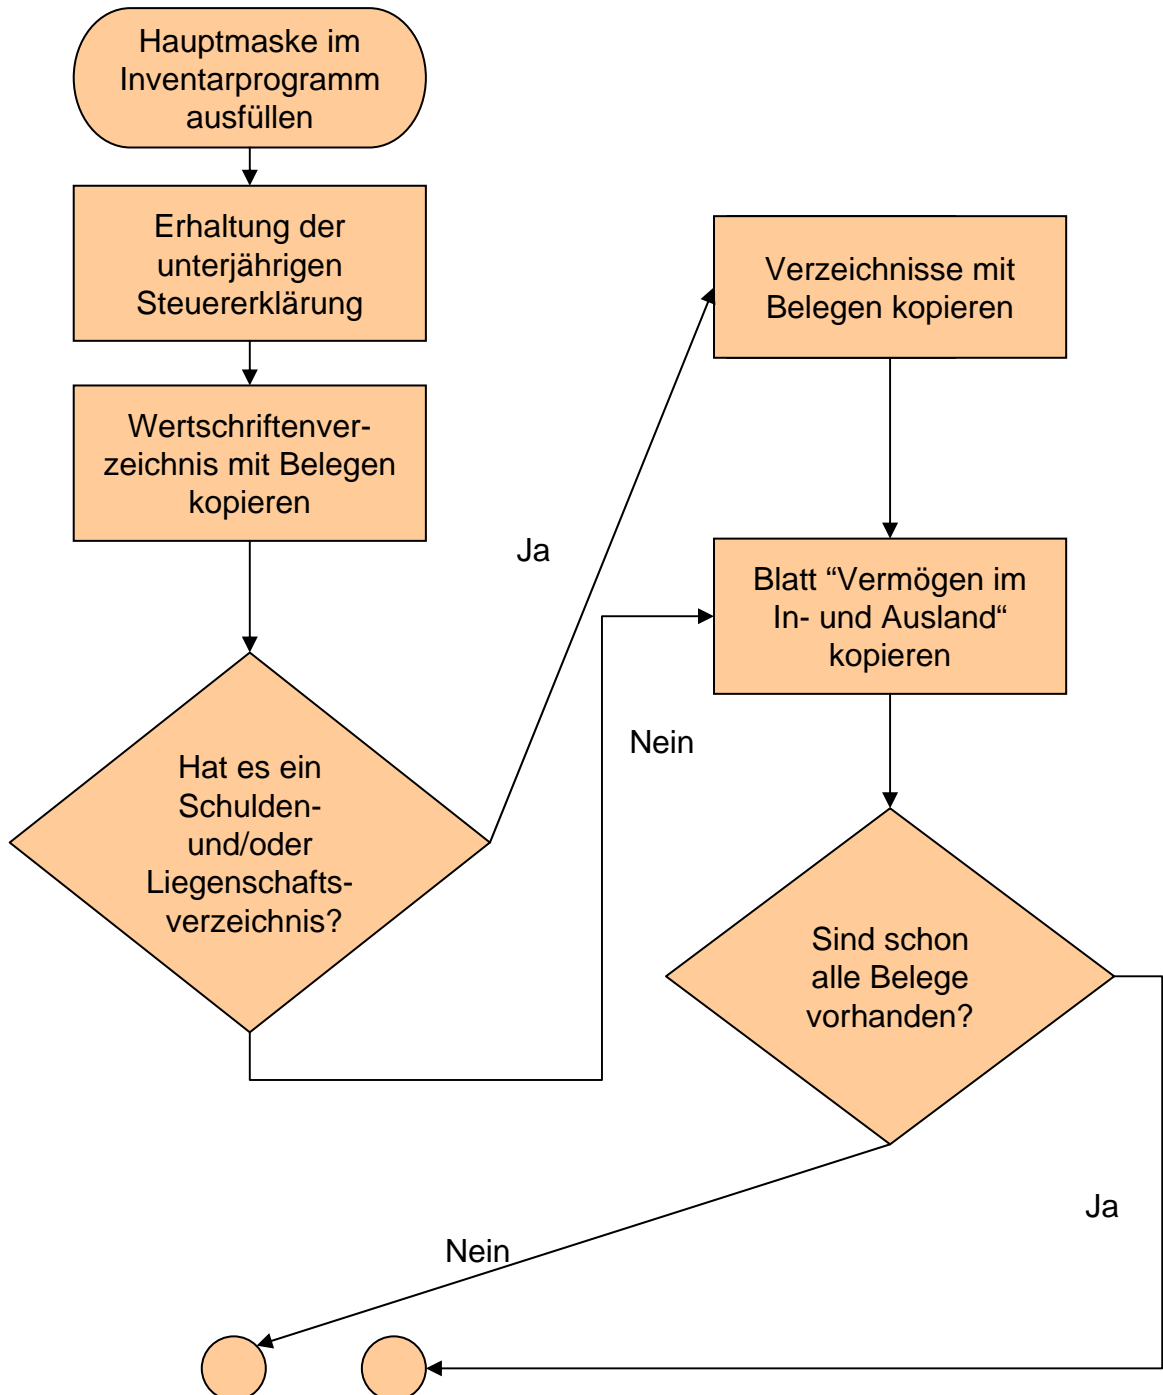 Hauptmaske im
Inventarprogramm
ausfüllen
Erhaltung der
unterjährigen
Steuererklärung
Wertschriftenver-
zeichnis mit Belegen
kopieren
Hat es ein
Schulden-
und/oder
Liegenschafts-
verzeichnis?
Ja
Verzeichnisse mit
Belegen kopieren
Nein
Blatt “Vermögen im
In- und Ausland“
kopieren
Sind schon
alle Belege
vorhanden?
Nein
Ja